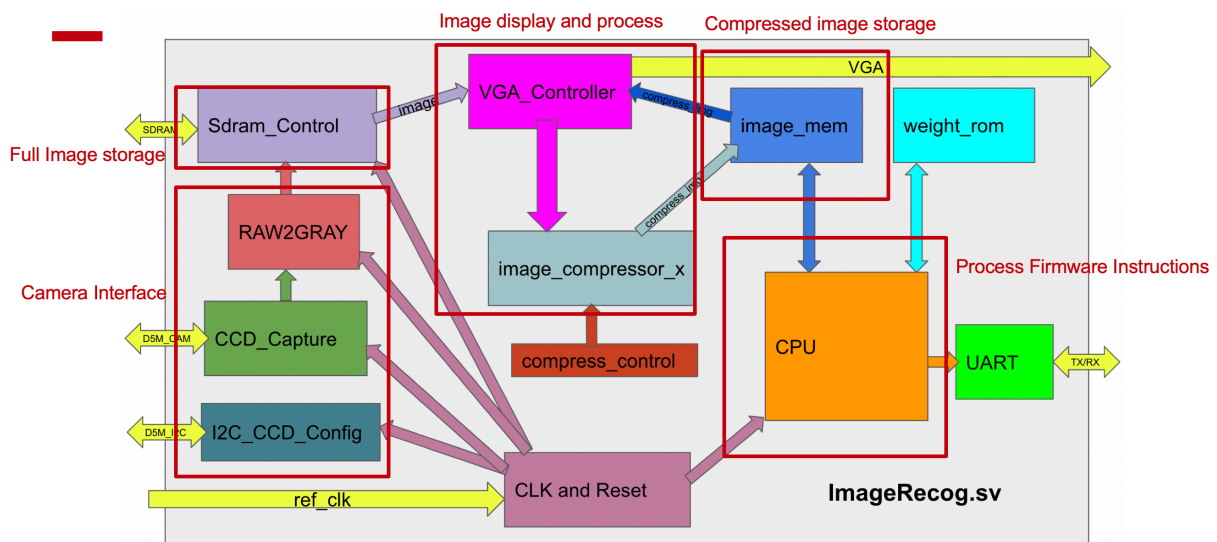 Image display and process
Compressed image storage
VGA
VGA_Controller
image
compress_img
Sdram_Control
SDRAM
image_mem
weight_rom
Full Image storage
compress_imp
RAW2GRAY
image_compressor_x
Process Firmware Instructions
Camera Interface
D5M_CAM
CCD_Capture
compress_control
CPU
UART
TX/RX
D5M_I2C
I2C_CCD_Config
CLK and Reset
ref_clk
ImageRecog.sv